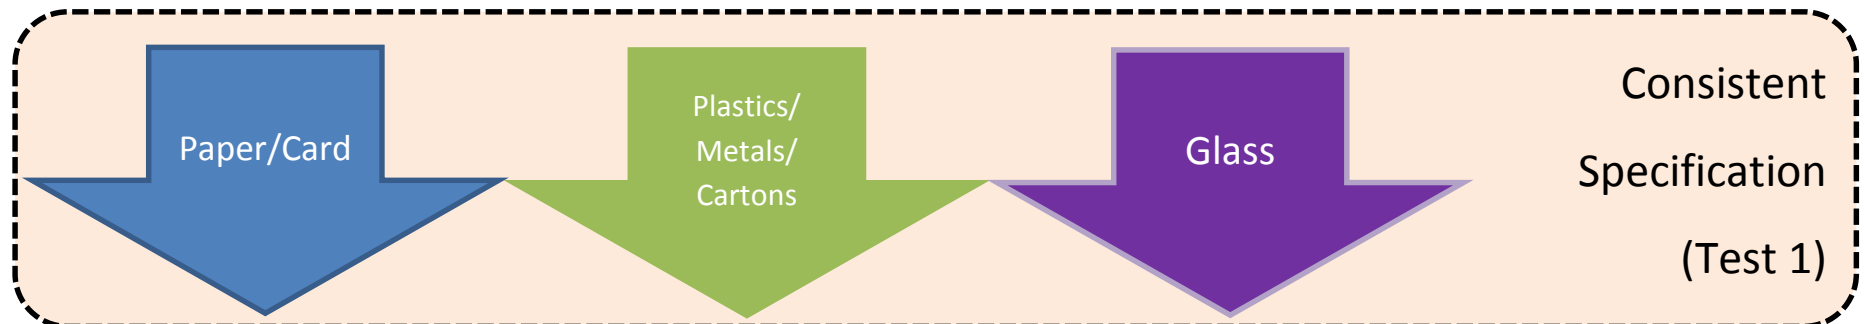 Paper/Card
Plastics/
Metals/
Cartons
Glass
Consistent
Specification
(Test 1)